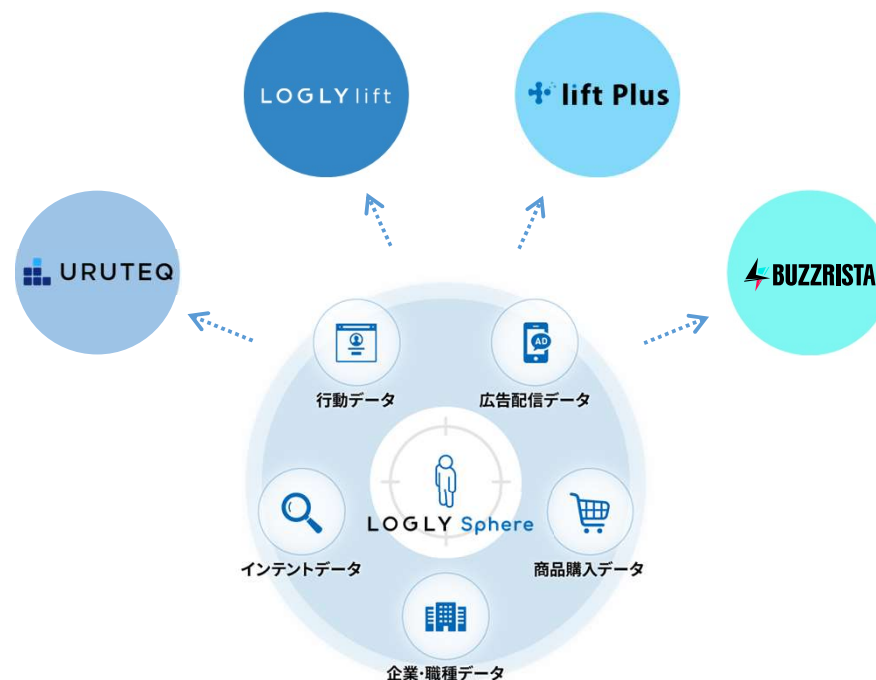 LOGLY lift
lift Plus
URUTEQ
BUZZRISTA
AD
行動データ
広告配信データ
LOGLY Sphere
インテントデータ
商品購入データ
企業・職種データ